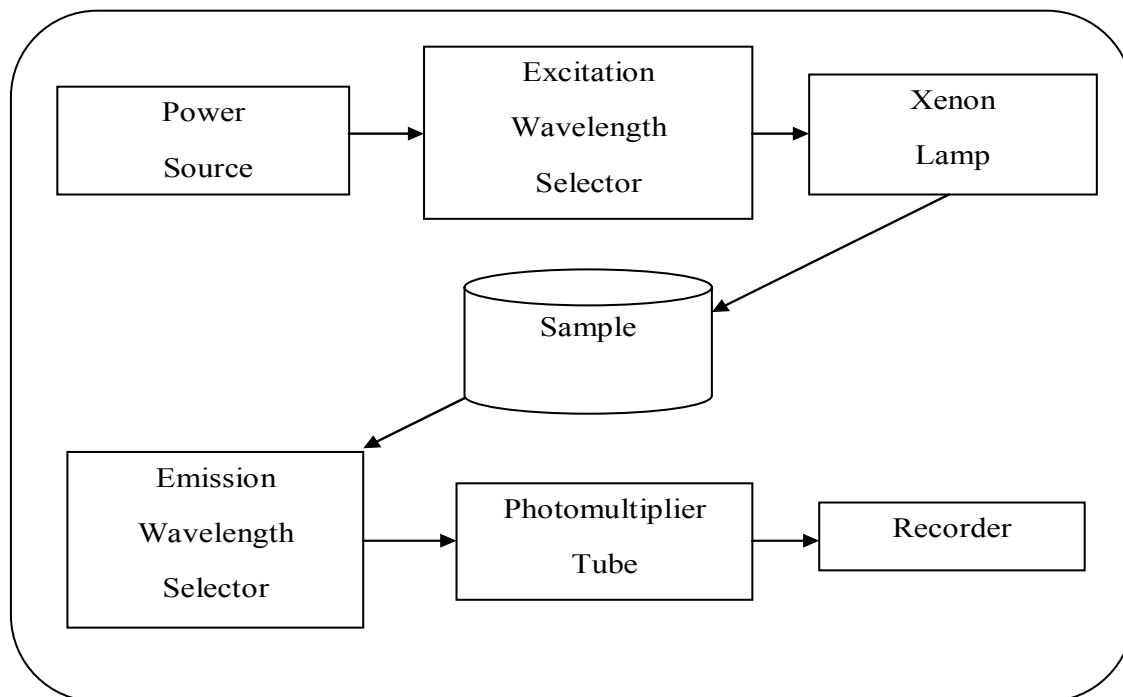 Power
Source
Excitation
Wavelength
Selector
Xenon
Lamp
Sample
Emission
Wavelength
Selector
Photomultiplier
Tube
Recorder